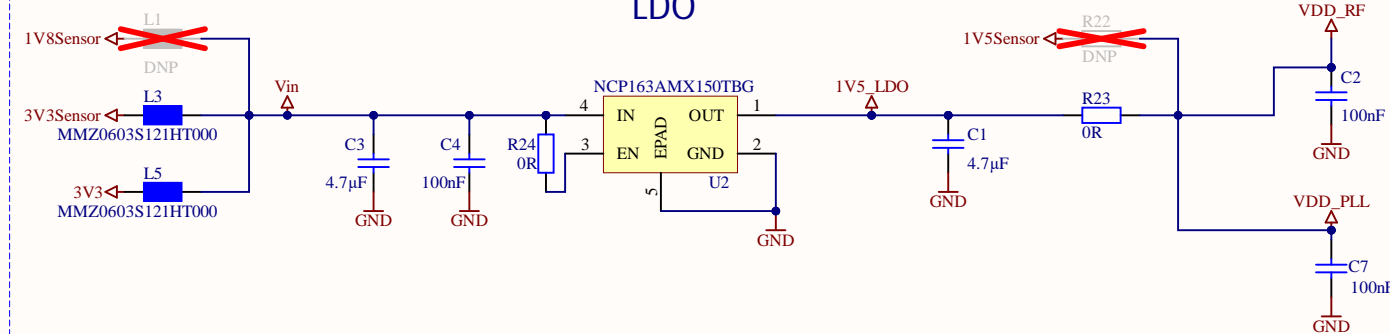 LDO
L1
1V8Sensor
DNP
L3
3V3Sensor
MMZ0603S121HT000
L5
3V3
MMZ0603S121HT000
Vin
C3
4.7µF
GND
C4
100nF
GND
R24
0R
NCP163AMX150TBG
4
IN
OUT
1
3
EN
EPAD
GND
2
5
U2
GND
1V5_LDO
C1
4.7µF
GND
1V5Sensor
R22
DNP
R23
0R
VDD_RF
C2
100nF
GND
VDD_PLL
C7
100nF
GND